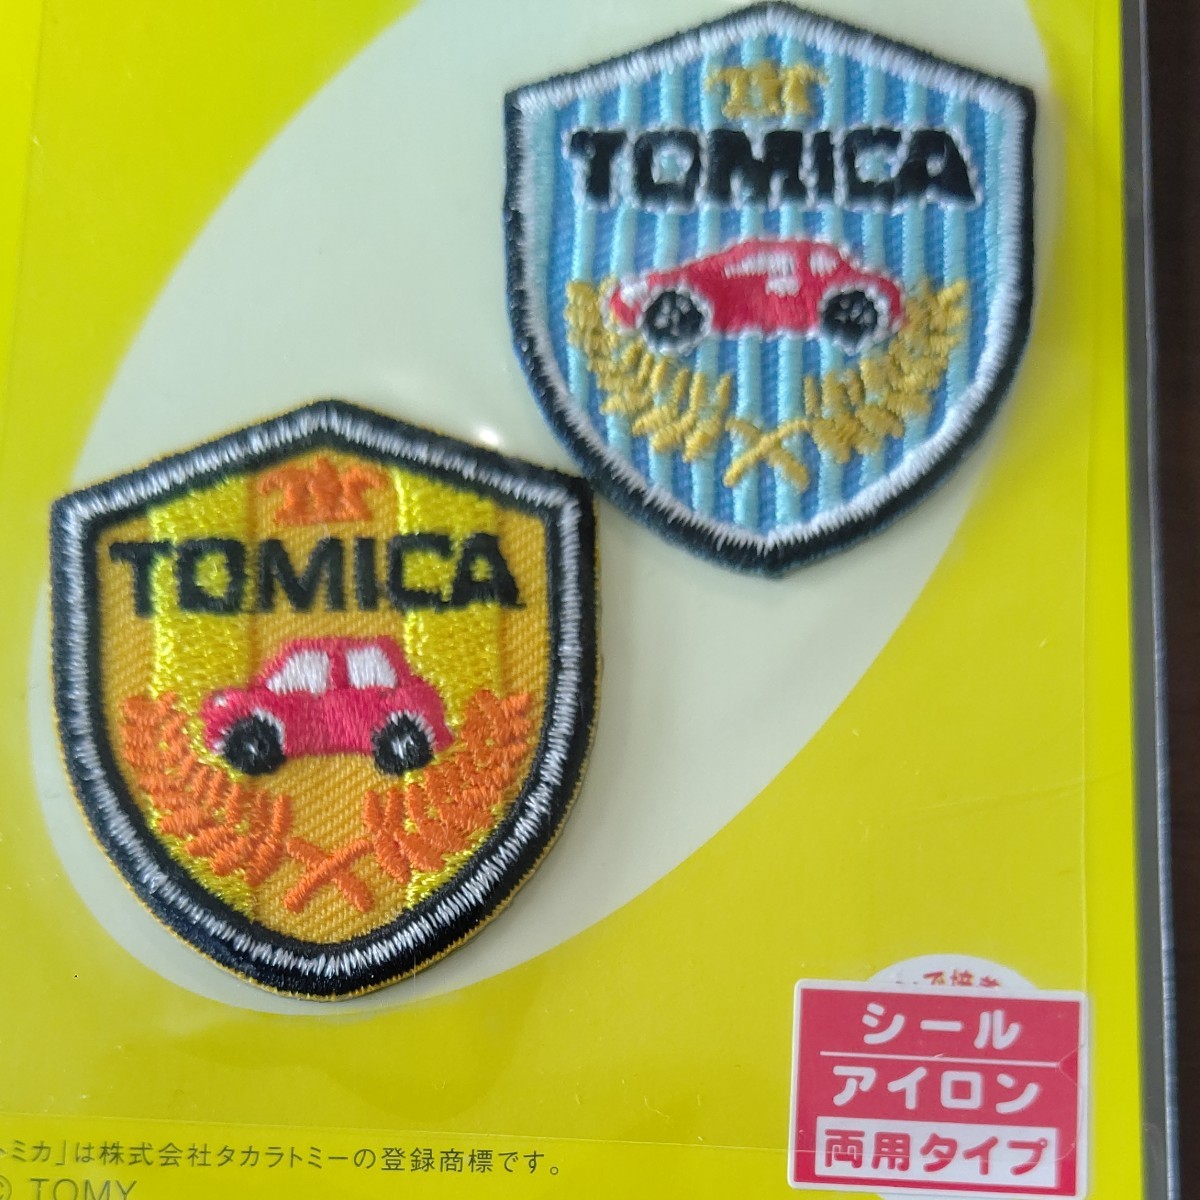 TOMICA
TOMICA
シール
アイロン
両用タイプ
トミカ」は株式会社タカラトミーの登録商標です。
© TOMY